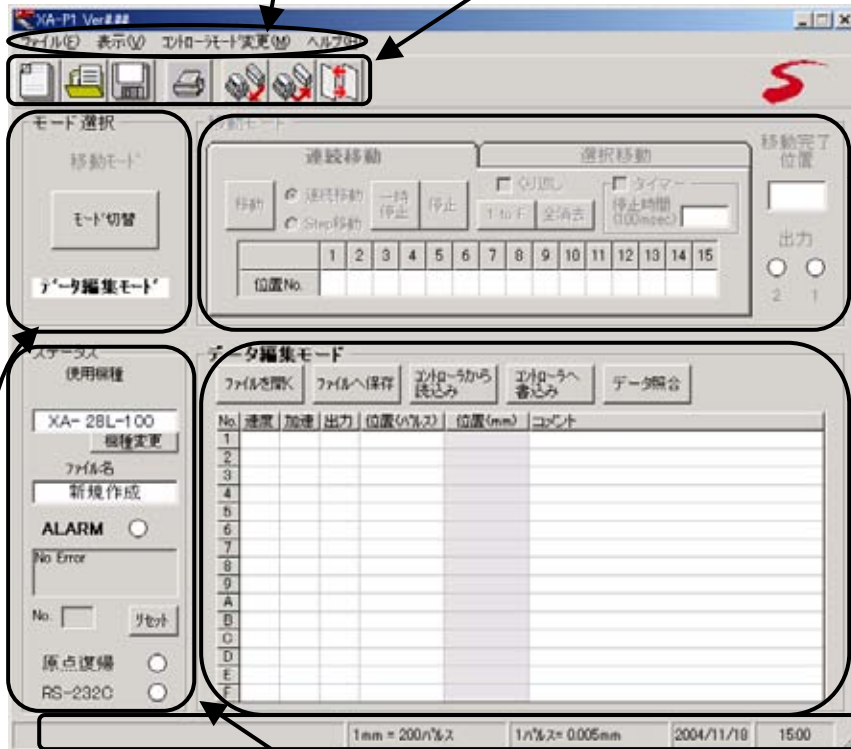 XA-P1 Ver#.##
ファイル(F) 表示(V) コントローラモード変更(M) ヘルプ(H)
モード選択
移動モード
モード切替
データ編集モード
移動モード
連続移動
選択移動
移動
連続移動
Step移動
一時停止
停止
くり返し
1 to F
全消去
タイマー
停止時間
(100msec)
1 2 3 4 5 6 7 8 9 10 11 12 13 14 15
位置No.
移動完了
位置
出力
2 1
ステータス
使用機種
XA-28L-100
機種変更
ファイル名
新規作成
ALARM
No Error
No.
リセット
原点復帰
RS-232C
データ編集モード
ファイルを開く
ファイルへ保存
コントローラから
読込み
コントローラへ
書込み
データ照合
No. 速度 加速 出力 位置(パルス) 位置(mm) コメント
1
2
3
4
5
6
7
8
9
A
B
C
D
E
F
1mm = 200パルス 1パルス= 0.005mm 2004/11/18 15:00